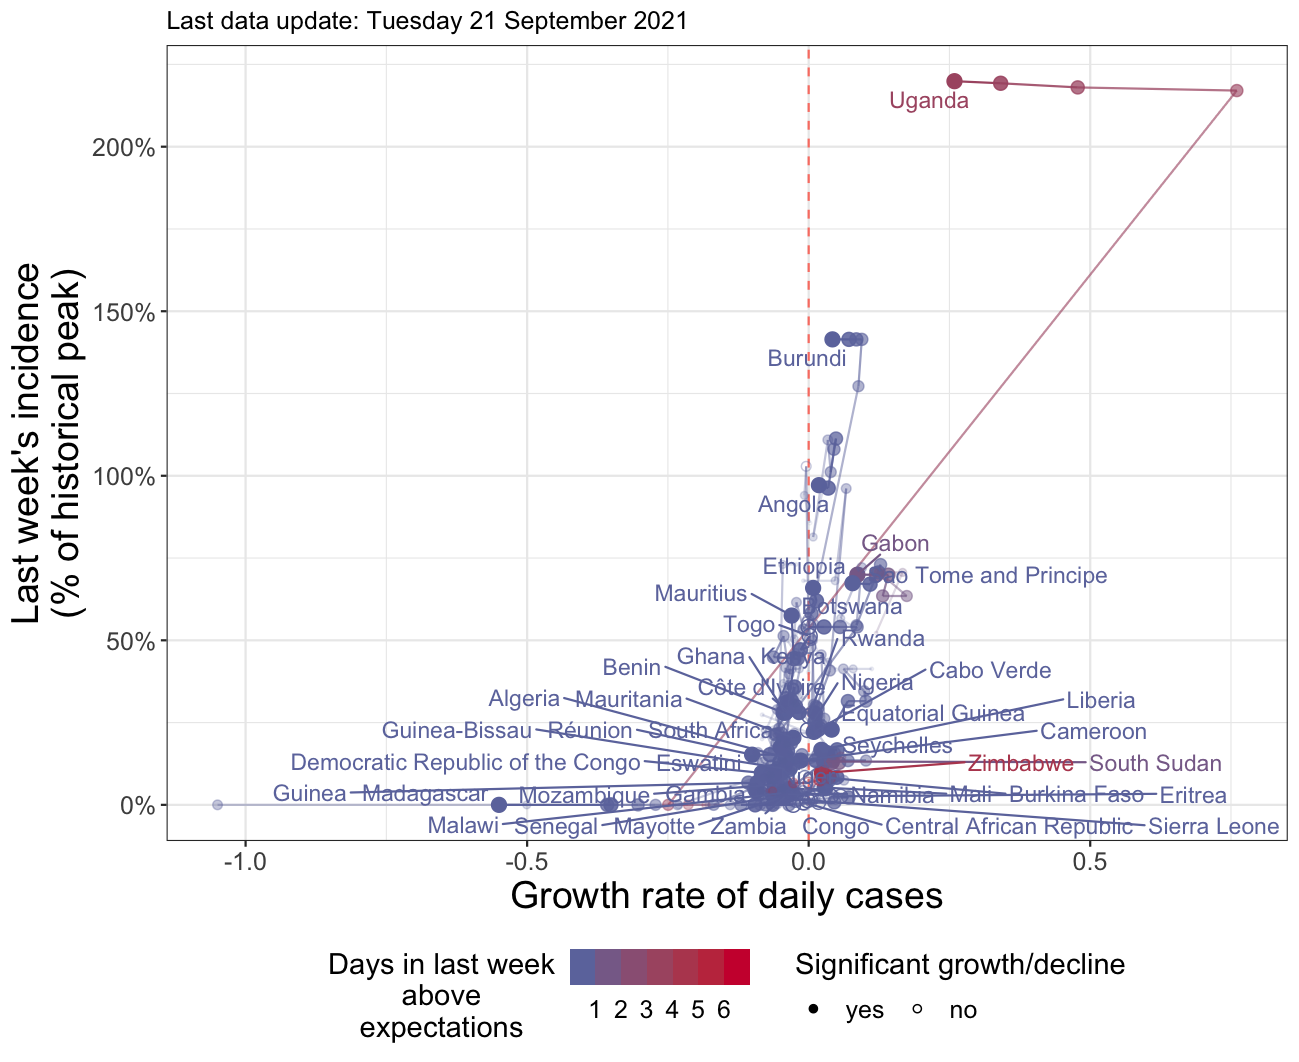 Last data update: Tuesday 21 September 2021
Last week's incidence
(% of historical peak)
200%
150%
100%
50%
0%
Uganda
Burundi
Angola
Gabon
Ethiopia
Tome and Principe
Mauritius
Botswana
Togo
Rwanda
Ghana
Kenya
Benin
Cabo Verde
Côte d'Ivoire
Nigeria
Algeria
Mauritania
Liberia
Equatorial Guinea
Guinea-Bissau
Réunion
South Africa
Cameroon
Seychelles
Democratic Republic of the Congo
Eswatini
Zimbabwe
South Sudan
Guinea
Madagascar
Mozambique
Gambia
Namibia
Mali
Burkina Faso
Eritrea
Malawi
Senegal
Mayotte
Zambia
Congo
Central African Republic
Sierra Leone
-1.0
-0.5
0.0
0.5
Growth rate of daily cases
Days in last week
above
expectations
1 2 3 4 5 6
Significant growth/decline
yes
no